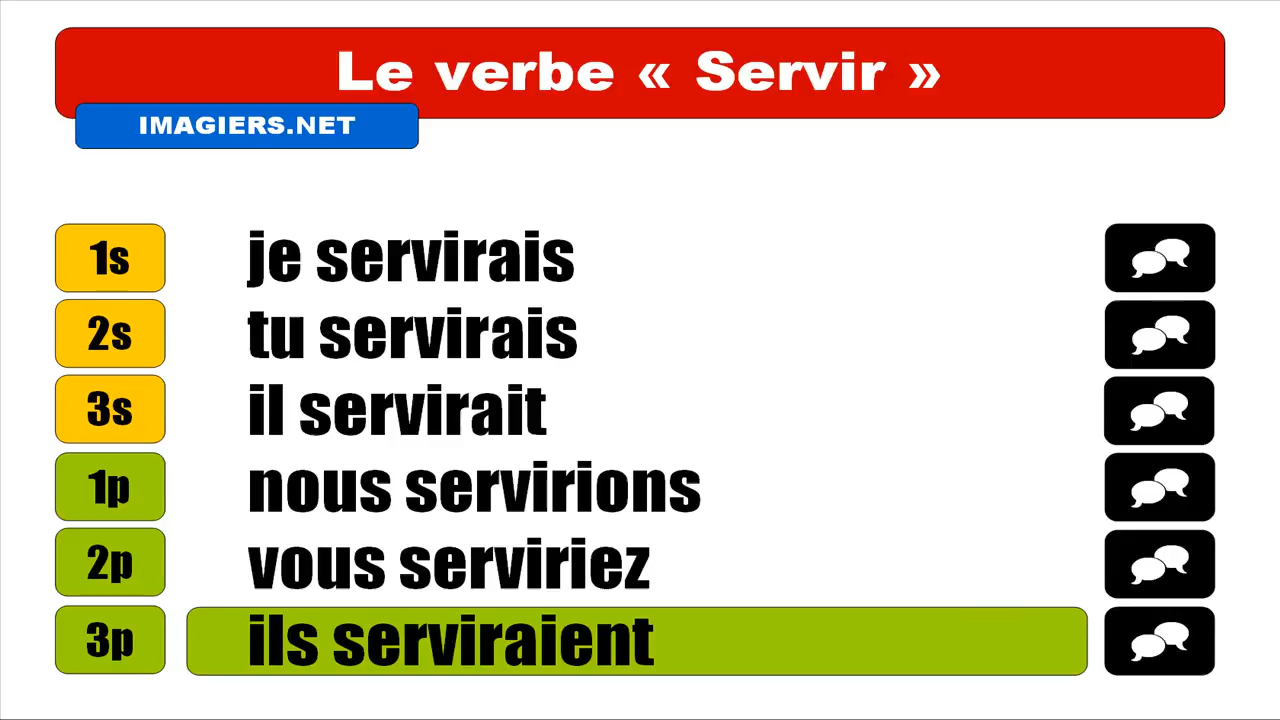 Le verbe « Servir »
IMAGIERS.NET
1s je servirais
2s tu servirais
3s il servirait
1p nous servirions
2p vous serviriez
3p ils serviraient